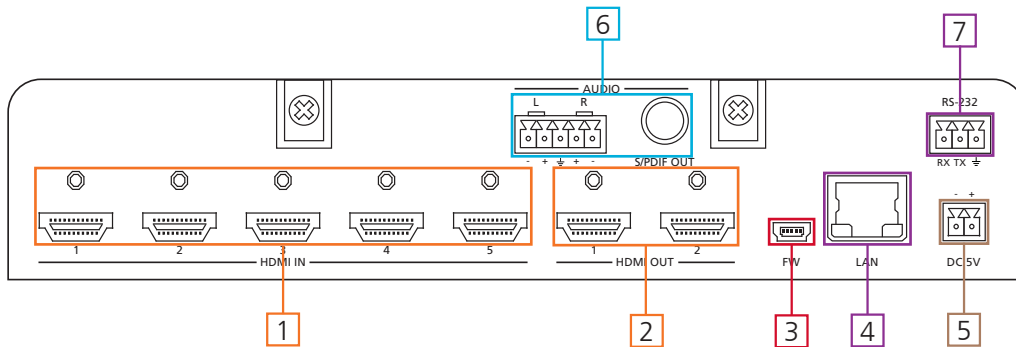 6
7
AUDIO
L R
RS-232
- + + -
S/PDIF OUT
RX TX
- +
1 2 3 4 5
1 2
HDMI IN
HDMI OUT
FW
LAN
DC 5V
1
2
3
4
5